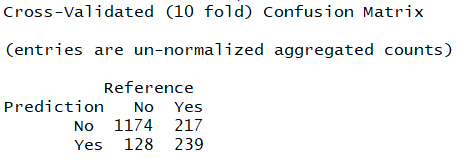 Cross-Validated (10 fold) Confusion Matrix
(entries are un-normalized aggregated counts)
Reference
Prediction No Yes
No 1174 217
Yes 128 239